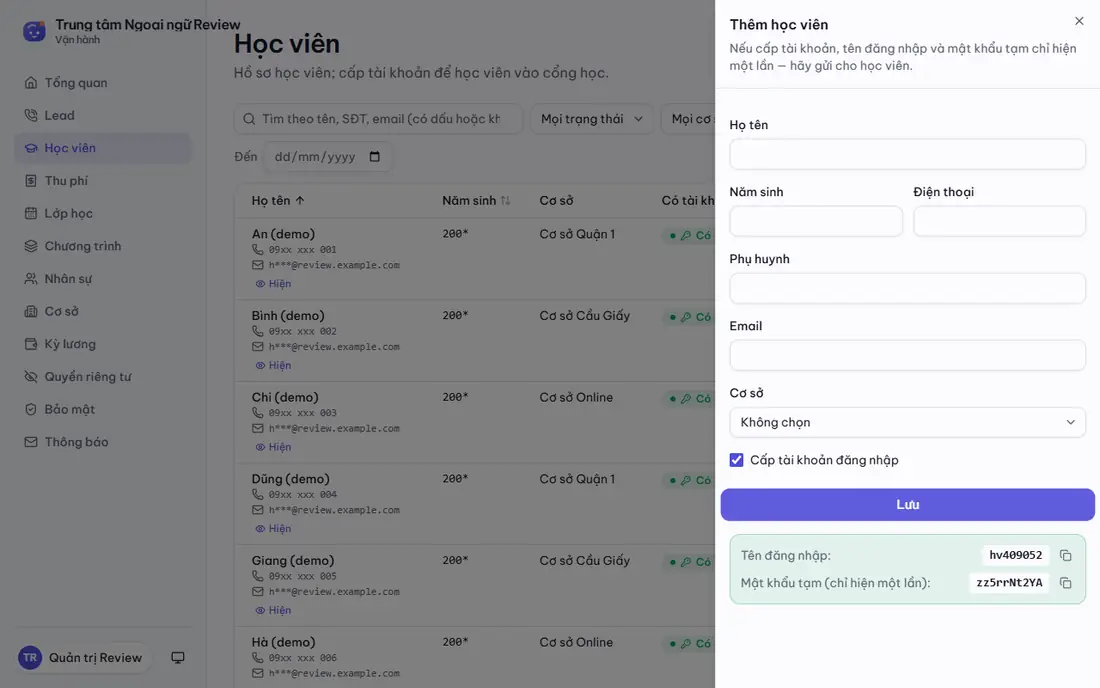 Trung tâm Ngoại ngữ Review
Vận hành
Tổng quan
Lead
Học viên
Thu phí
Lớp học
Chương trình
Nhân sự
Cơ sở
Kỳ lương
Quyền riêng tư
Bảo mật
Thông báo
TR
Quản trị Review
Học viên
Hồ sơ học viên; cấp tài khoản để học viên vào cổng học.
Tìm theo tên, SĐT, email (có dấu hoặc kh
Mọi trạng thái
Mọi cơ
Đến
dd/mm/yyyy
Họ tên
Năm sinh
Cơ sở
Có tài kh
An (demo)
200*
Cơ sở Quận 1
Có
09xx xxx 001
h***@review.example.com
Hiện
Bình (demo)
200*
Cơ sở Cầu Giấy
Có
09xx xxx 002
h***@review.example.com
Hiện
Chi (demo)
200*
Cơ sở Online
Có
09xx xxx 003
h***@review.example.com
Hiện
Dũng (demo)
200*
Cơ sở Quận 1
Có
09xx xxx 004
h***@review.example.com
Hiện
Giang (demo)
200*
Cơ sở Cầu Giấy
Có
09xx xxx 005
h***@review.example.com
Hiện
Hà (demo)
200*
Cơ sở Online
Có
09xx xxx 006
h***@review.example.com
Thêm học viên
Nếu cấp tài khoản, tên đăng nhập và mật khẩu tạm chỉ hiện
một lần — hãy gửi cho học viên.
Họ tên
Năm sinh
Điện thoại
Phụ huynh
Email
Cơ sở
Không chọn
Cấp tài khoản đăng nhập
Lưu
Tên đăng nhập:
hv409052
Mật khẩu tạm (chỉ hiện một lần):
zz5rrNt2YA